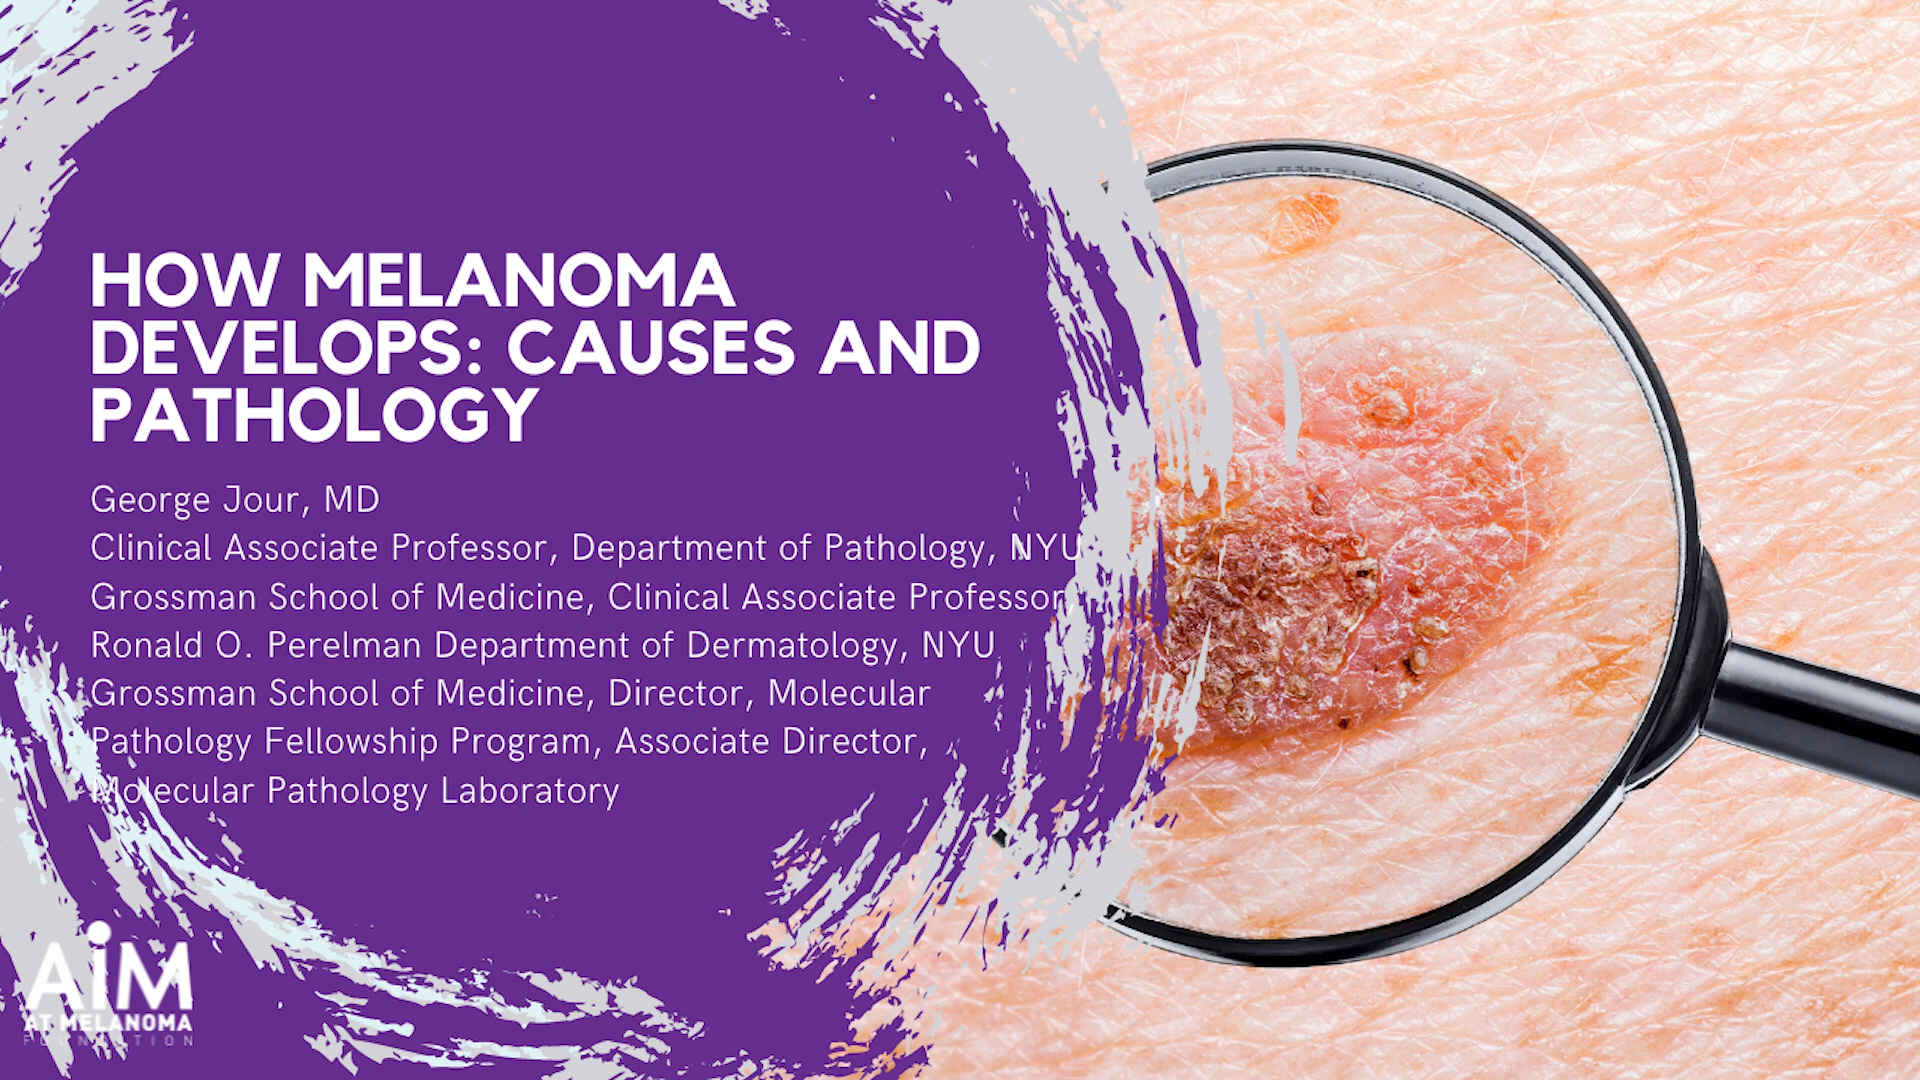 HOW MELANOMA
DEVELOPS: CAUSES AND
PATHOLOGY
George Jour, MD
Clinical Associate Professor, Department of Pathology, NYU
Grossman School of Medicine, Clinical Associate Professor,
Ronald O. Perelman Department of Dermatology, NYU
Grossman School of Medicine, Director, Molecular
Pathology Fellowship Program, Associate Director,
Molecular Pathology Laboratory
AiM
AT MELANOMA
FOUNDATION